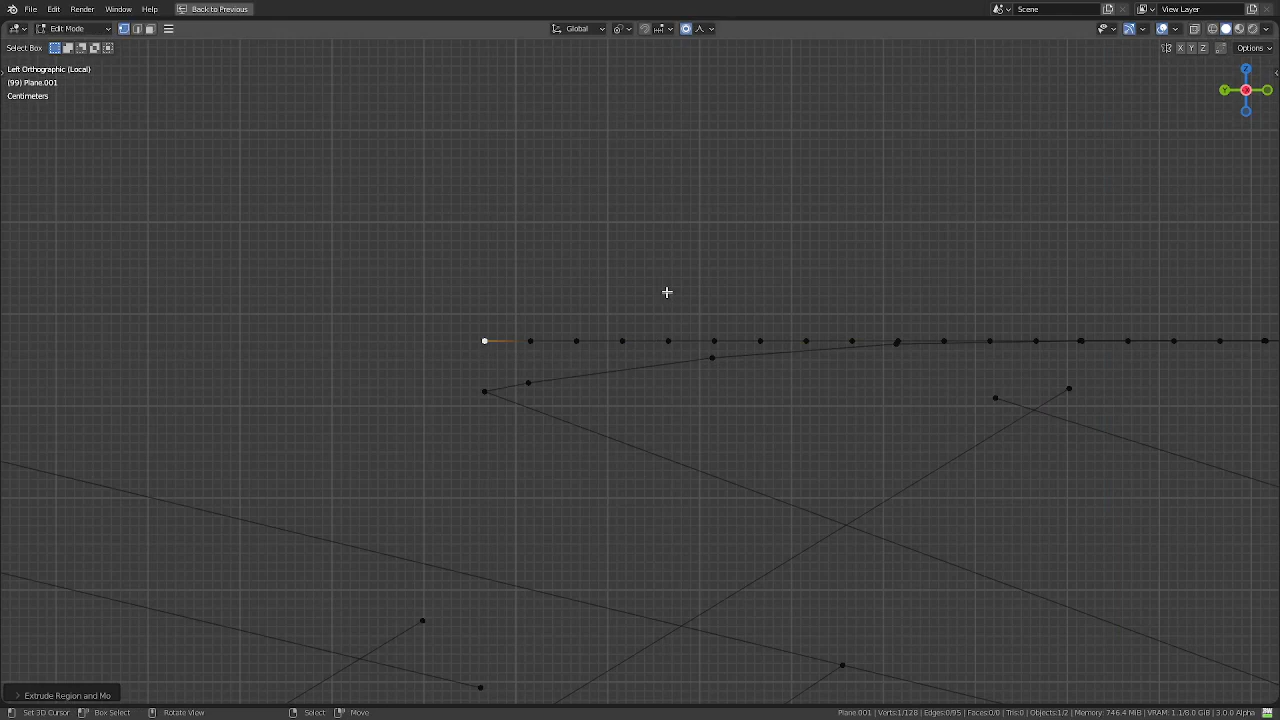 File Edit Render Window Help Back to Previous Scene View Layer
Edit Mode Global
Select Box X Y Z Options
Left Orthographic (Local)
(99) Plane.001
Centimeters
Z
Y
Extrude Region and Mo
Set 3D Cursor Box Select Rotate View Select Move Plane.001 | Verts:1/128 | Edges:0/95 | Faces:0/0 | Tris:0 | Objects:1/2 | Memory: 746.4 MiB | VRAM: 1.1/8.0 GiB | 3.0.0 Alpha